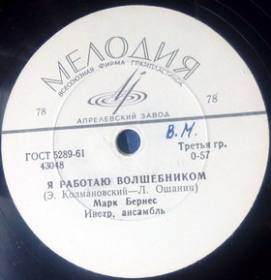 МЕЛОДИЯ
ВСЕСОЮЗНАЯ ФИРМА ГРАМПЛАСТИНОК
78 78
АПРЕЛЕВСКИЙ ЗАВОД
В.М.
ГОСТ 5289-61 Третья гр.
43048 0-57
Я РАБОТАЮ ВОЛШЕБНИКОМ
(Э. Колмановский—Л. Ошанин)
Марк Бернес
Инстр. ансамбль